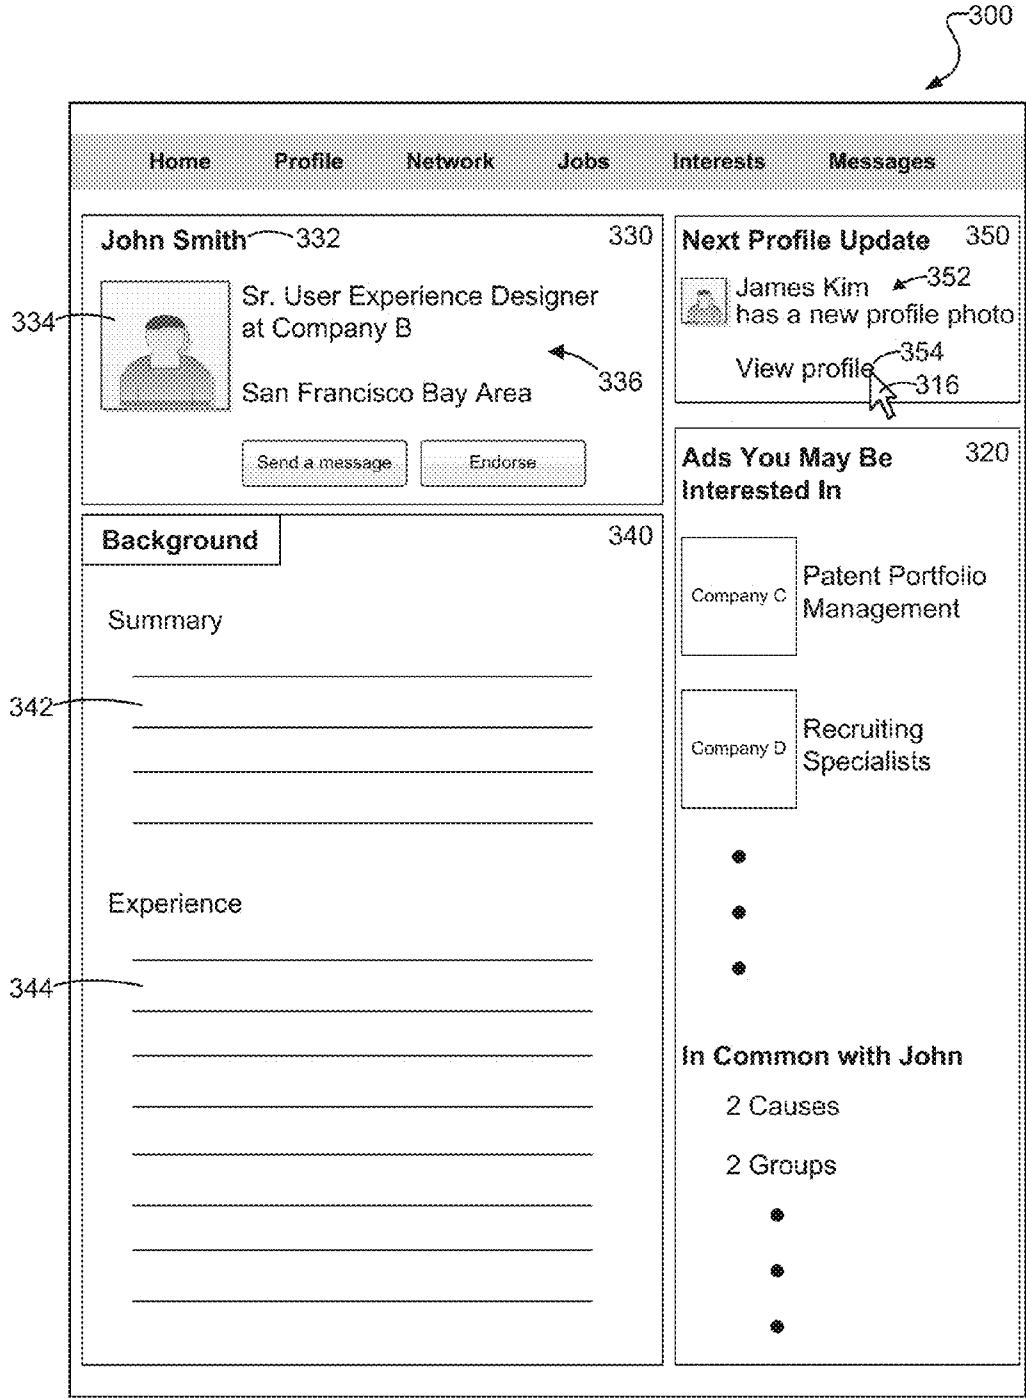 300
Home Profile Network Jobs Interests Messages
John Smith 332 330
334
Sr. User Experience Designer
at Company B
336
San Francisco Bay Area
Send a message Endorse
Background 340
Summary
342
Experience
344
Next Profile Update 350
James Kim 352
has a new profile photo
354
View profile
316
Ads You May Be 320
Interested In
Company C
Patent Portfolio
Management
Company D
Recruiting
Specialists
In Common with John
2 Causes
2 Groups